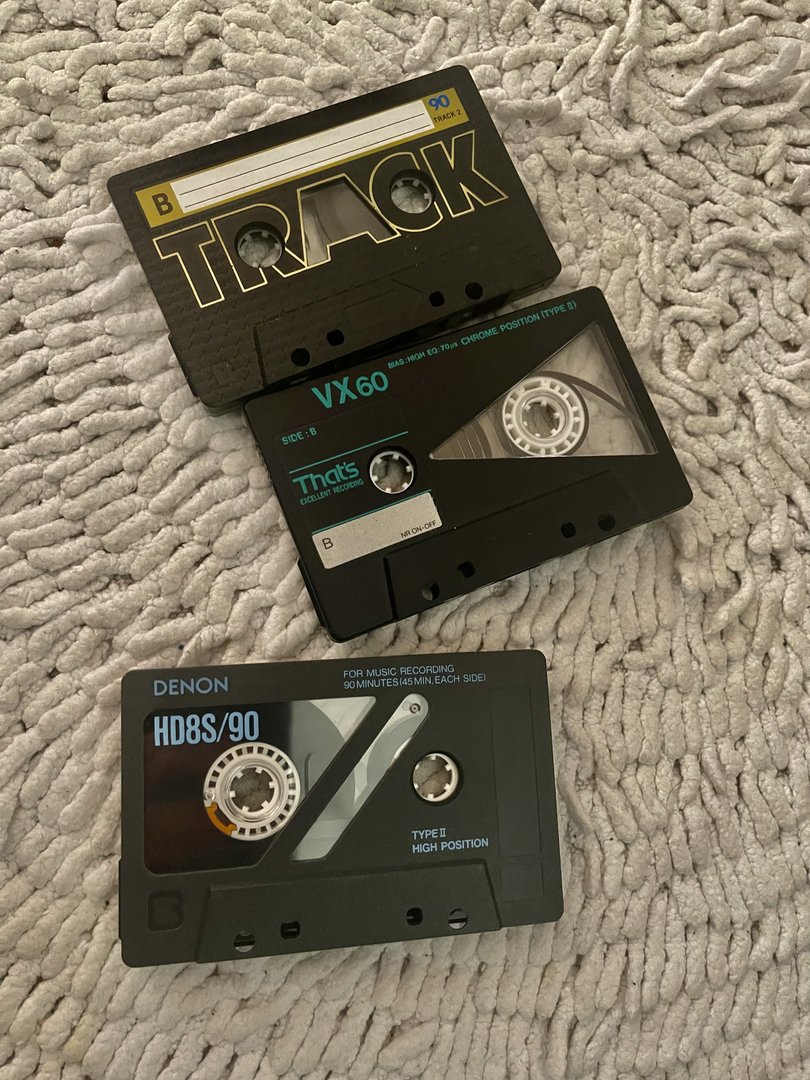 90
TRACK 2
B
TRACK
BIAS: HIGH EQ: 70µs CHROME POSITION (TYPE II)
VX60
SIDE: B
That's
EXCELLENT RECORDING
B NR ON-OFF
DENON
FOR MUSIC RECORDING
90 MINUTES (45 MIN. EACH SIDE)
HD8S/90
TYPE II
HIGH POSITION
B